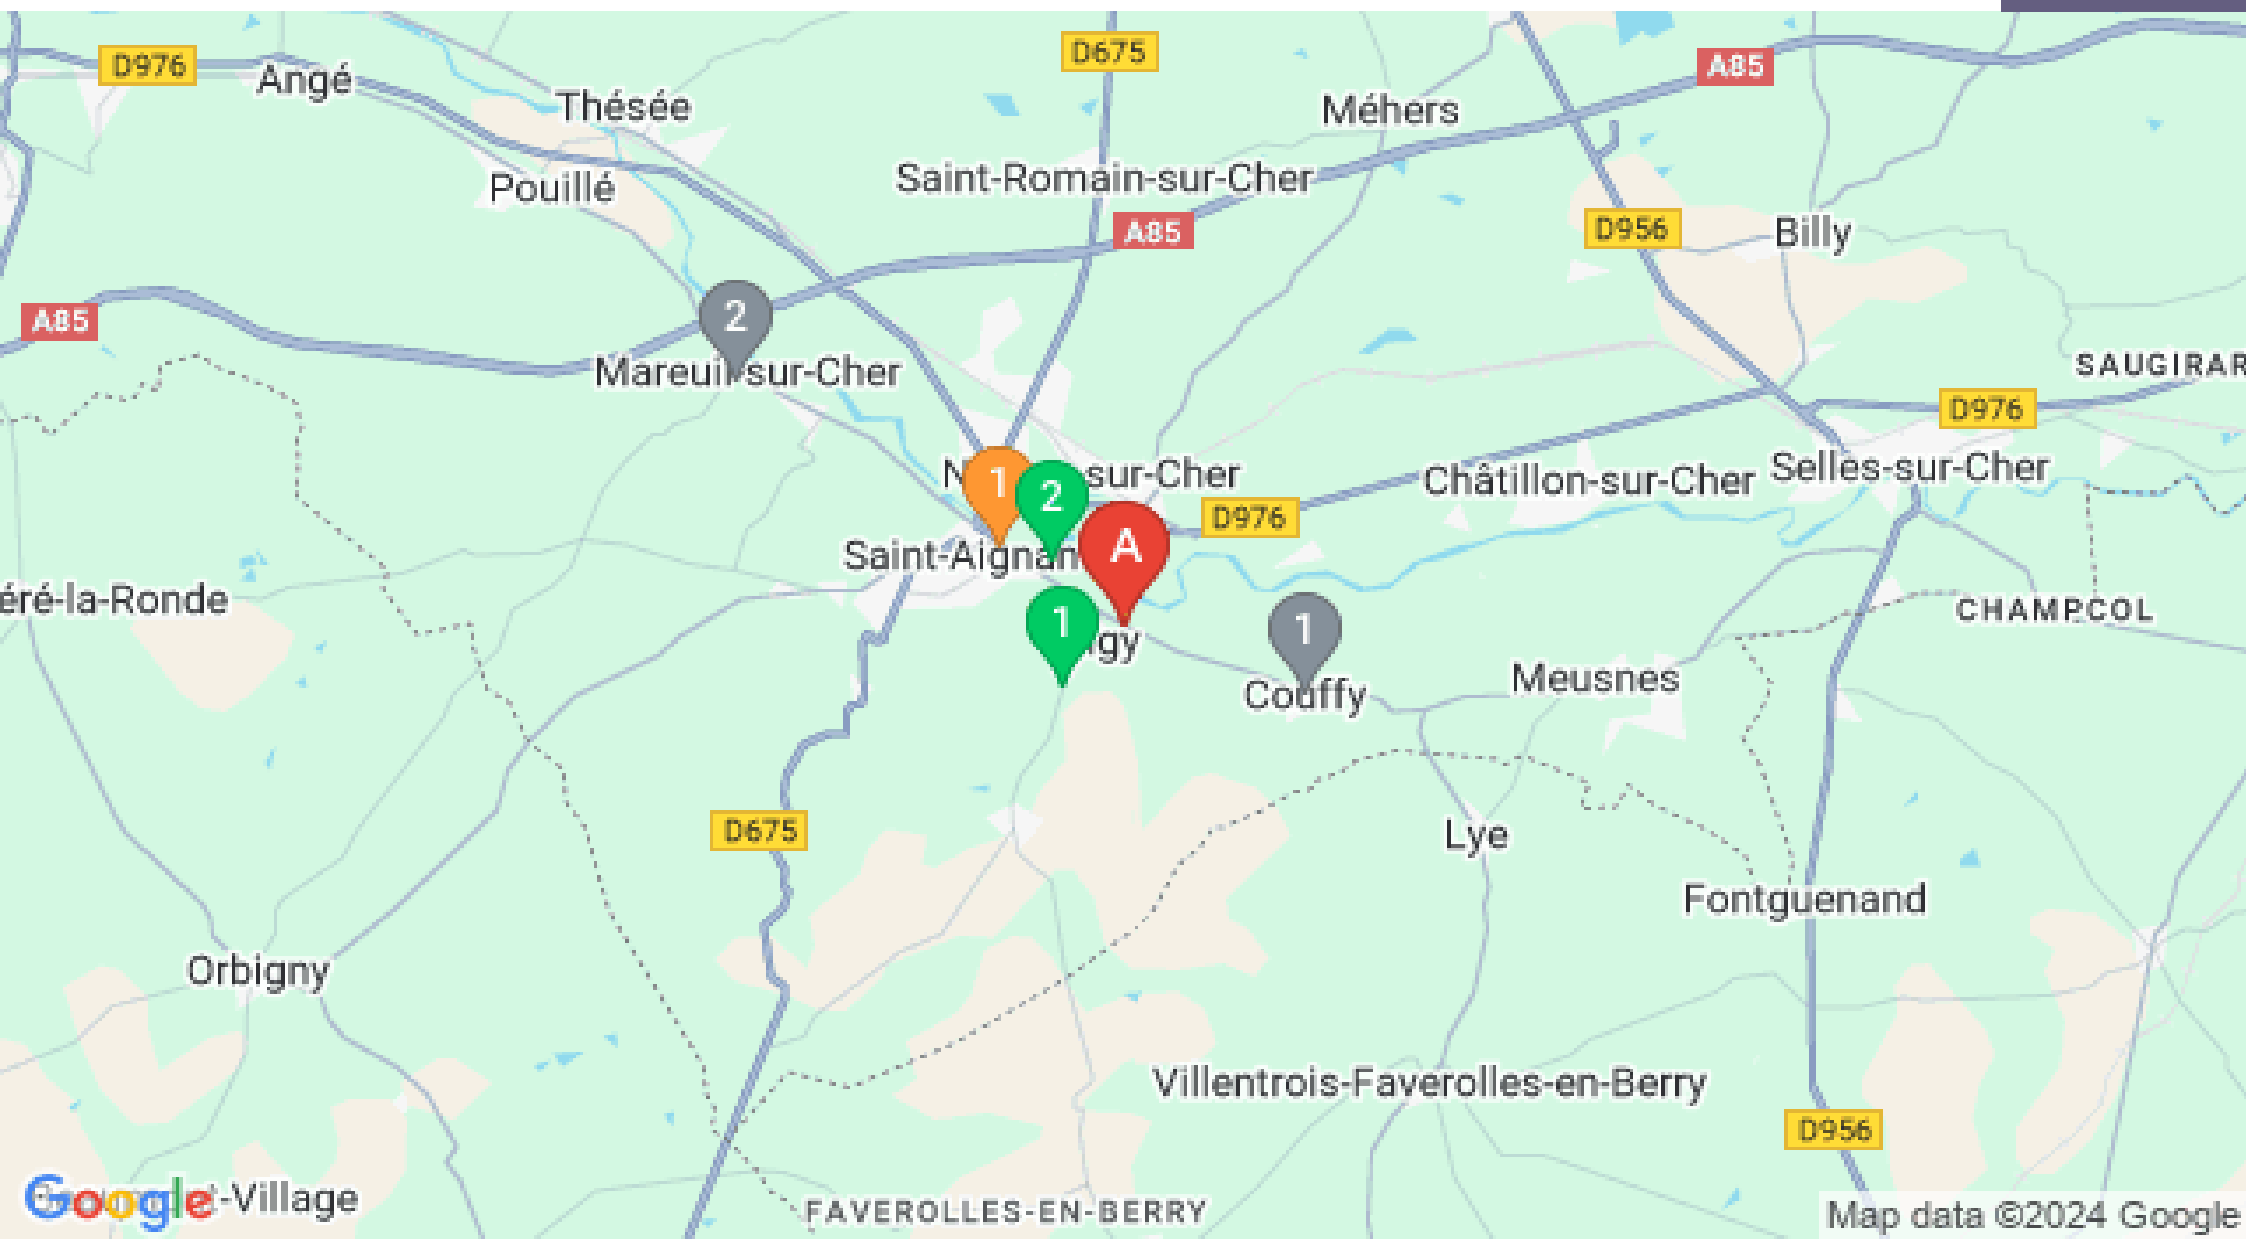 D976
Angé
D675
Thésée
Méhers
A85
Pouillé
Saint-Romain-sur-Cher
A85
D956
Billy
A85
2
Mareuil-sur-Cher
SAUGIRAR
D976
N
sur-Cher
1
2
Châtillon-sur-Cher
Selles-sur-Cher
D976
Saint-Aignan
A
éré-la-Ronde
CHAMPCOL
1
1
gy
Couffy
Meusnes
D675
Lye
Fontguenand
Orbigny
Villentrois-Faverolles-en-Berry
D956
Google
-Village
FAVEROLLES-EN-BERRY
Map data ©2024 Google